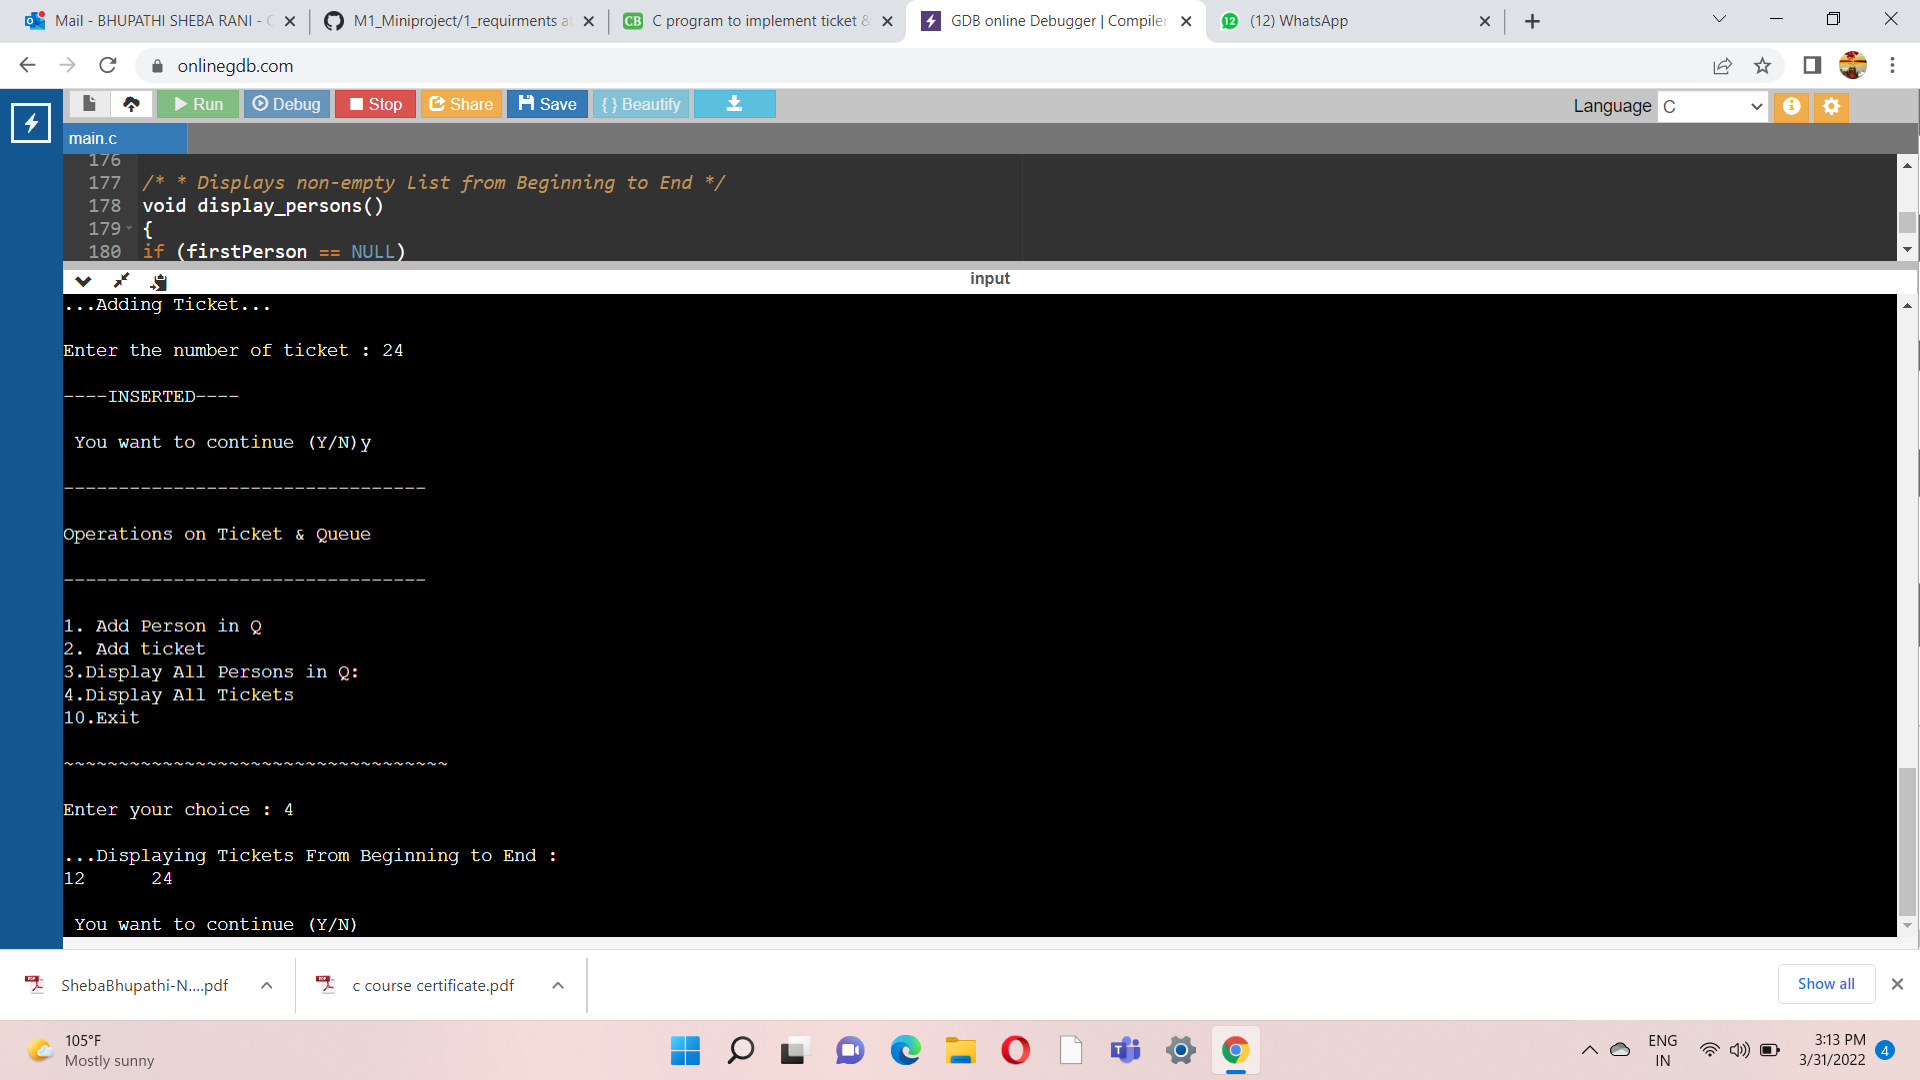 Mail - BHUPATHI SHEBA RANI - C
M1_Miniproject/1_requirments a
CB C program to implement ticket &
GDB online Debugger | Compiler
12 (12) WhatsApp
onlinegdb.com
Run Debug Stop Share Save { } Beautify
Language C
main.c
176
177 /* * Displays non-empty List from Beginning to End */
178 void display_persons()
179 {
180 if (firstPerson == NULL)
input
...Adding Ticket...
Enter the number of ticket : 24
----INSERTED----
You want to continue (Y/N)y
---------------------------------
Operations on Ticket & Queue
---------------------------------
1. Add Person in Q
2. Add ticket
3.Display All Persons in Q:
4.Display All Tickets
10.Exit
~~~~~~~~~~~~~~~~~~~~~~~~~~~~~~~~~~~
Enter your choice : 4
...Displaying Tickets From Beginning to End :
12 24
You want to continue (Y/N)
ShebaBhupathi-N....pdf
c course certificate.pdf
Show all
105°F
Mostly sunny
ENG
IN
3:13 PM
3/31/2022
4